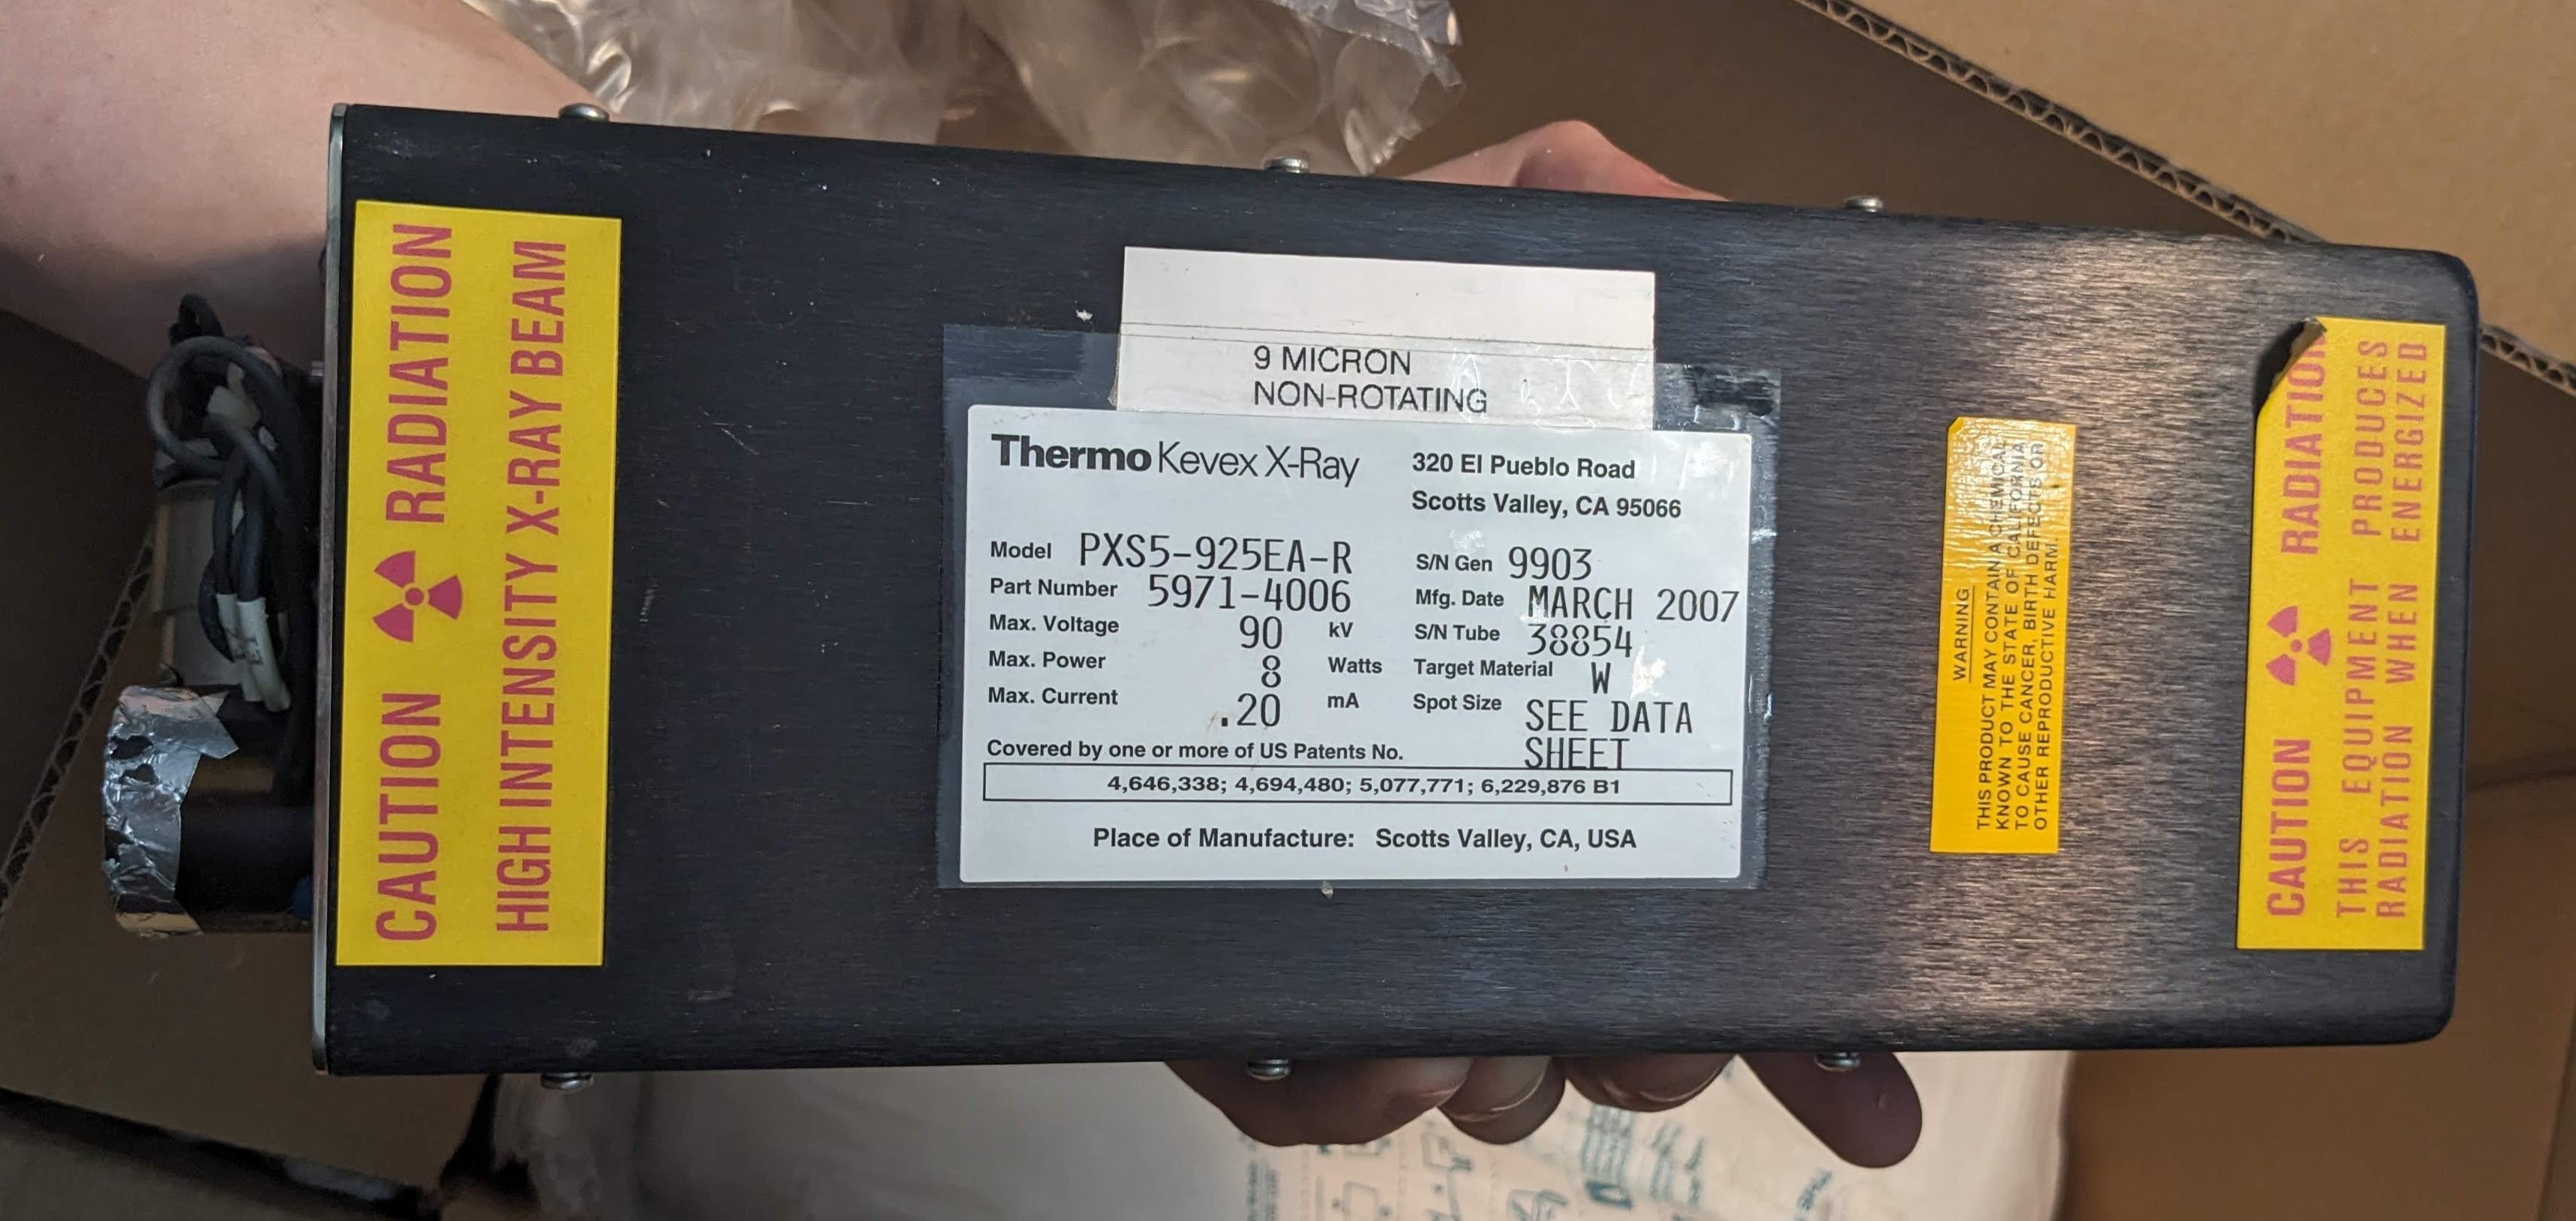 CAUTION RADIATION
HIGH INTENSITY X-RAY BEAM
9 MICRON
NON-ROTATING
Thermo Kevex X-Ray
320 El Pueblo Road
Scotts Valley, CA 95066
Model PXS5-925EA-R
Part Number 5971-4006
Max. Voltage 90 kV
Max. Power 8 Watts
Max. Current .20 mA
S/N Gen 9903
Mfg. Date MARCH 2007
S/N Tube 38854
Target Material W
Spot Size SEE DATA
SHEET
Covered by one or more of US Patents No.
4,646,338; 4,694,480; 5,077,771; 6,229,876 B1
Place of Manufacture: Scotts Valley, CA, USA
WARNING
THIS PRODUCT MAY CONTAIN A CHEMICAL
KNOWN TO THE STATE OF CALIFORNIA
TO CAUSE CANCER, BIRTH DEFECTS OR
OTHER REPRODUCTIVE HARM.
CAUTION RADIATION
THIS EQUIPMENT PRODUCES
RADIATION WHEN ENERGIZED